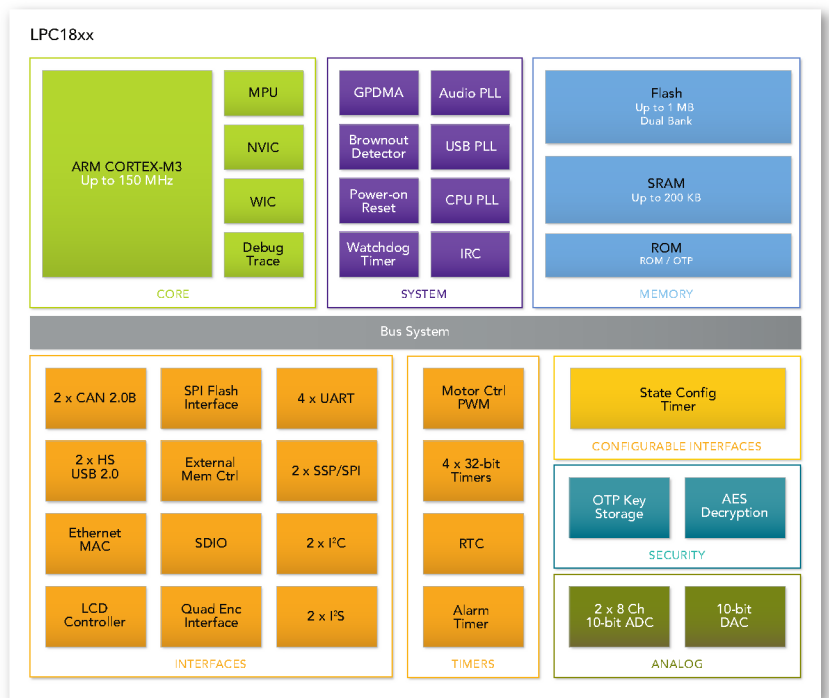 LPC18xx
ARM CORTEX-M3
Up to 150 MHz
MPU
NVIC
WIC
Debug
Trace
CORE
GPDMA
Audio PLL
Brownout
Detector
USB PLL
Power-on
Reset
CPU PLL
Watchdog
Timer
IRC
SYSTEM
Flash
Up to 1 MB
Dual Bank
SRAM
Up to 200 KB
ROM
ROM / OTP
MEMORY
Bus System
2 x CAN 2.0B
SPI Flash
Interface
4 x UART
2 x HS
USB 2.0
External
Mem Ctrl
2 x SSP/SPI
Ethernet
MAC
SDIO
2 x I²C
LCD
Controller
Quad Enc
Interface
2 x I²S
INTERFACES
Motor Ctrl
PWM
4 x 32-bit
Timers
RTC
Alarm
Timer
TIMERS
State Config
Timer
CONFIGURABLE INTERFACES
OTP Key
Storage
AES
Decryption
SECURITY
2 x 8 Ch
10-bit ADC
10-bit
DAC
ANALOG